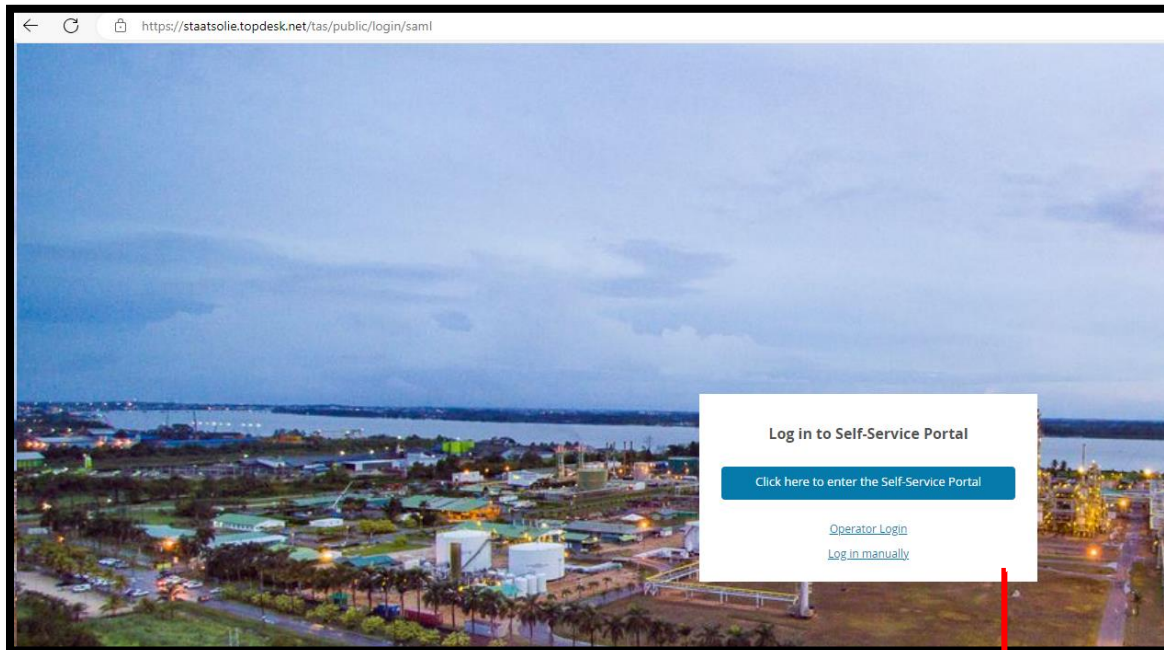 https://staatsolie.topdesk.net/tas/public/login/saml
Log in to Self-Service Portal
Click here to enter the Self-Service Portal
Operator Login
Log in manually